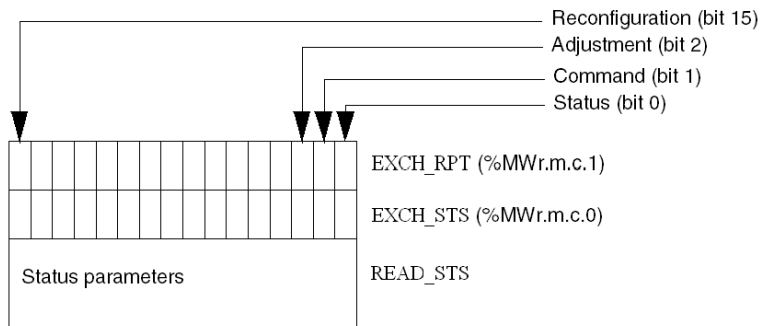 Reconfiguration (bit 15)
Adjustment (bit 2)
Command (bit 1)
Status (bit 0)
EXCH_RPT (%MWr.m.c.1)
EXCH_STS (%MWr.m.c.0)
Status parameters READ_STS